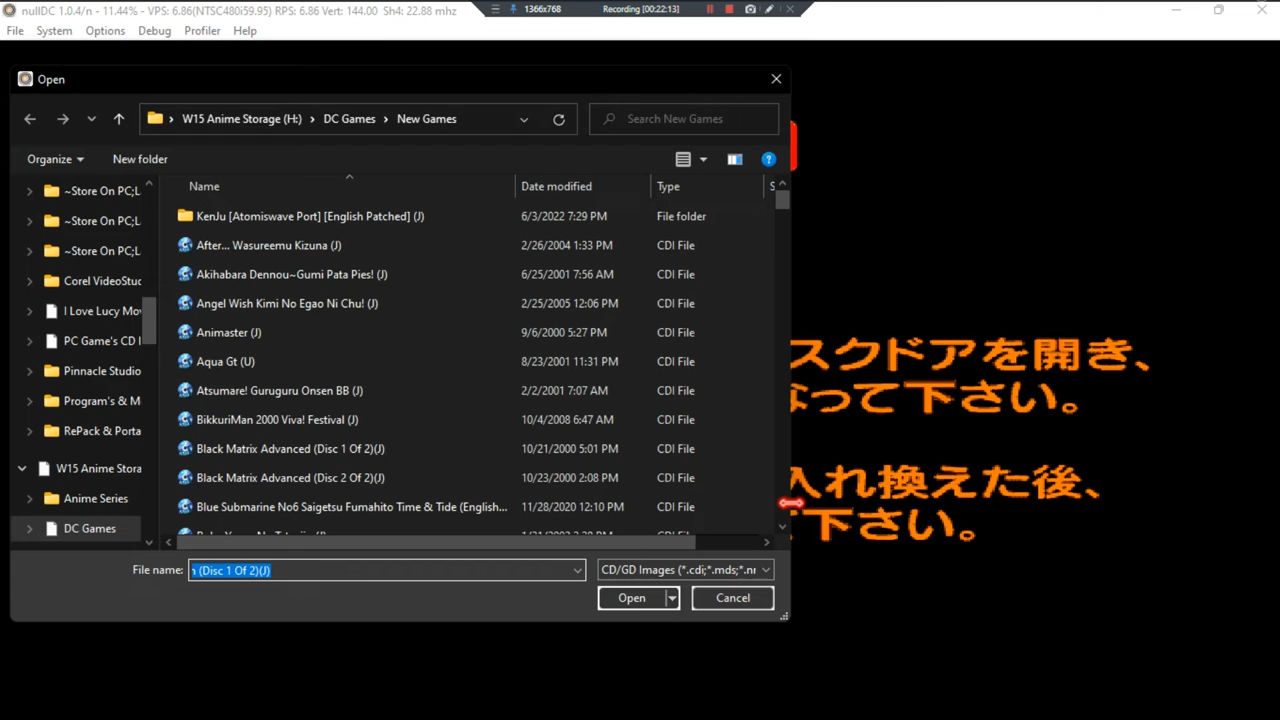 nullDC 1.0.4/n - 11.44% - VPS: 6.86(NTSC480i59.95) RPS: 6.86 Vert: 144.00 Sh4: 22.88 mhz
1366x768
Recording [00:22:13]
File System Options Debug Profiler Help
Open
W15 Anime Storage (H:) › DC Games › New Games
Search New Games
Organize
New folder
Name Date modified Type S
~Store On PC;L
~Store On PC;L
~Store On PC;L
Corel VideoStuc
I Love Lucy Mov
PC Game's CD I
Pinnacle Studio
Program's & M
RePack & Porta
W15 Anime Stora
Anime Series
DC Games
KenJu [Atomiswave Port] [English Patched] (J) 6/3/2022 7:29 PM File folder
After... Wasureemu Kizuna (J) 2/26/2004 1:33 PM CDI File
Akihabara Dennou~Gumi Pata Pies! (J) 6/25/2001 7:56 AM CDI File
Angel Wish Kimi No Egao Ni Chu! (J) 2/25/2005 12:06 PM CDI File
Animaster (J) 9/6/2000 5:27 PM CDI File
Aqua Gt (U) 8/23/2001 11:31 PM CDI File
Atsumare! Guruguru Onsen BB (J) 2/2/2001 7:07 AM CDI File
BikkuriMan 2000 Viva! Festival (J) 10/4/2008 6:47 AM CDI File
Black Matrix Advanced (Disc 1 Of 2)(J) 10/21/2000 5:01 PM CDI File
Black Matrix Advanced (Disc 2 Of 2)(J) 10/23/2000 2:08 PM CDI File
Blue Submarine No6 Saigetsu Fumahito Time & Tide (English... 11/28/2020 12:10 PM CDI File
File name: (Disc 1 Of 2)(J)
CD/GD Images (*.cdi;*.mds;*.nr
Open
Cancel
スクドアを開き、
なって下さい。
入れ換えた後、
下さい。